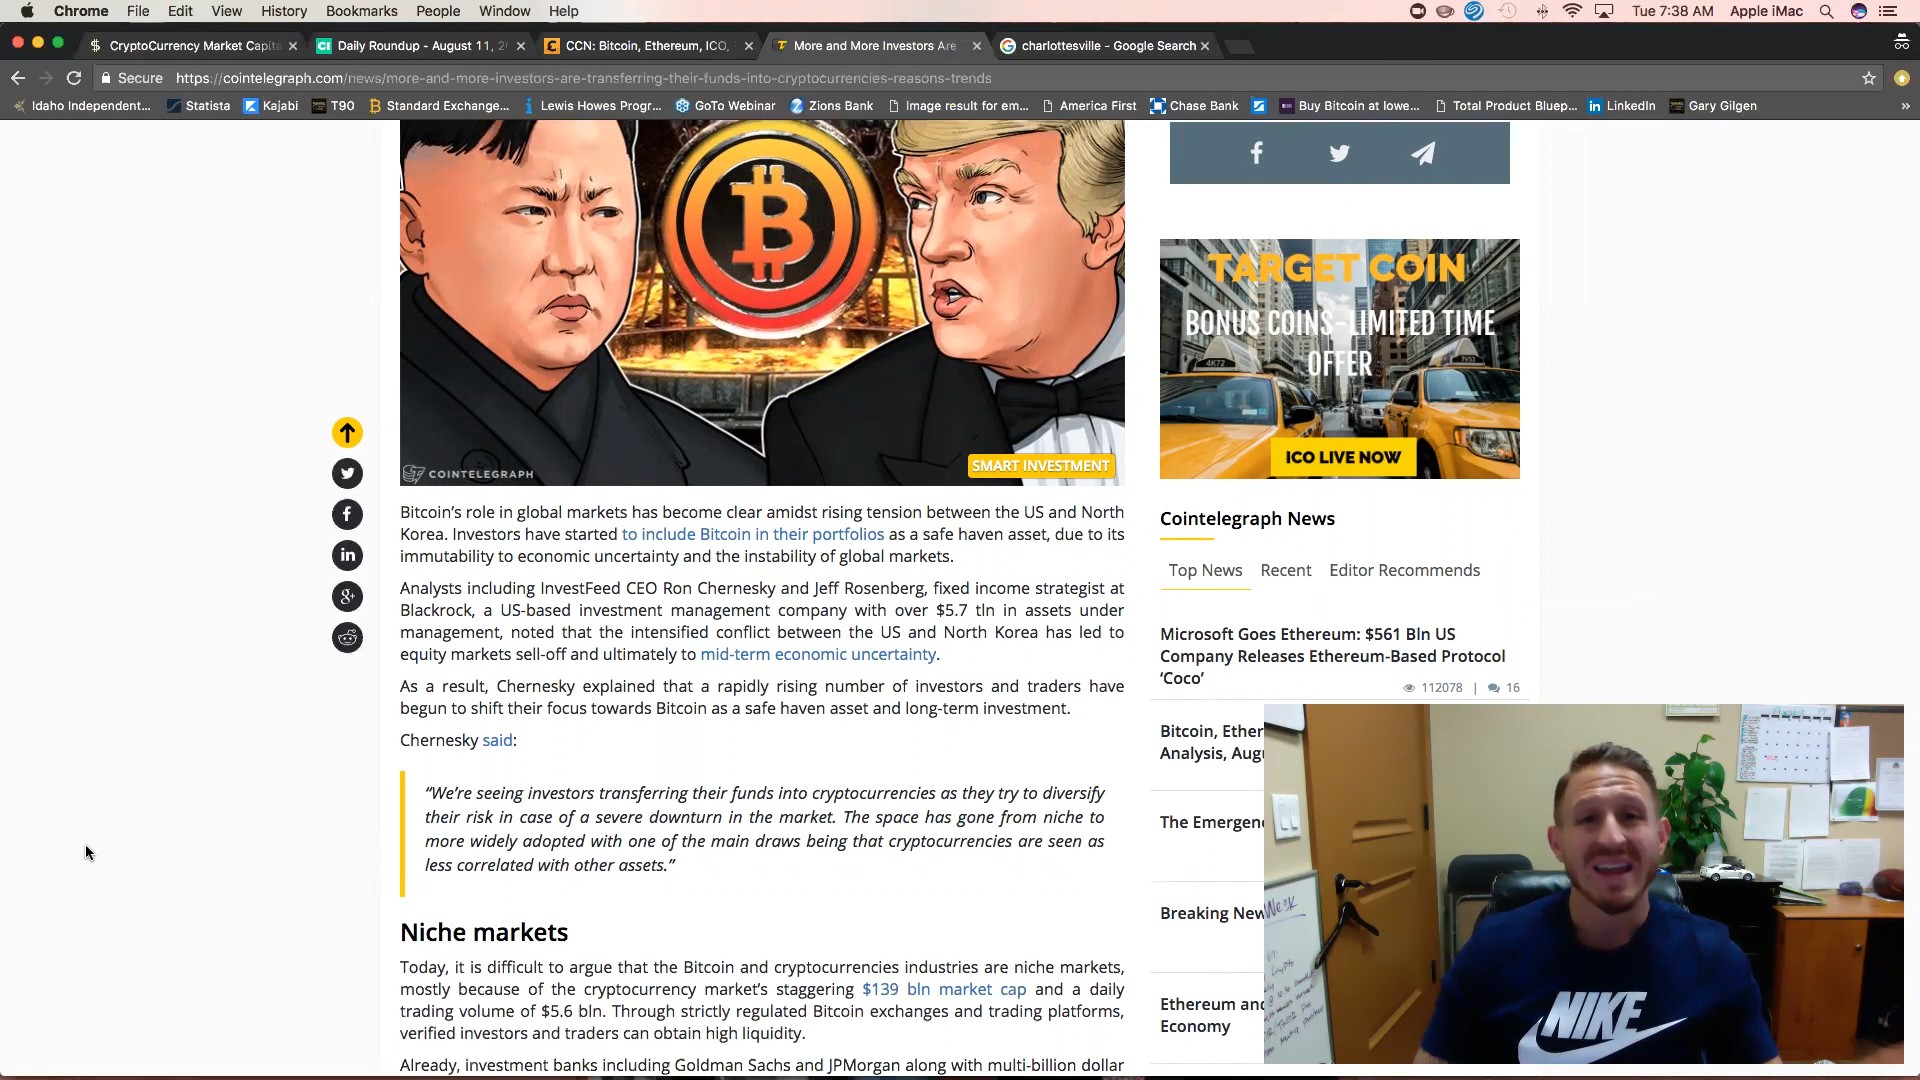 Chrome File Edit View History Bookmarks People Window Help Tue 7:38 AM Apple iMac
CryptoCurrency Market Capita Daily Roundup - August 11, 2 CCN: Bitcoin, Ethereum, ICO, More and More Investors Are charlottesville - Google Search
Secure https://cointelegraph.com/news/more-and-more-investors-are-transferring-their-funds-into-cryptocurrencies-reasons-trends
Idaho Independent... Statista Kajabi T90 Standard Exchange... Lewis Howes Progr... GoTo Webinar Zions Bank Image result for em... America First Chase Bank Buy Bitcoin at lowe... Total Product Bluep... LinkedIn Gary Gilgen
COINTELEGRAPH
SMART INVESTMENT
Bitcoin's role in global markets has become clear amidst rising tension between the US and North
Korea. Investors have started to include Bitcoin in their portfolios as a safe haven asset, due to its
immutability to economic uncertainty and the instability of global markets.
Analysts including InvestFeed CEO Ron Chernesky and Jeff Rosenberg, fixed income strategist at
Blackrock, a US-based investment management company with over $5.7 tln in assets under
management, noted that the intensified conflict between the US and North Korea has led to
equity markets sell-off and ultimately to mid-term economic uncertainty.
As a result, Chernesky explained that a rapidly rising number of investors and traders have
begun to shift their focus towards Bitcoin as a safe haven asset and long-term investment.
Chernesky said:
“We're seeing investors transferring their funds into cryptocurrencies as they try to diversify
their risk in case of a severe downturn in the market. The space has gone from niche to
more widely adopted with one of the main draws being that cryptocurrencies are seen as
less correlated with other assets.”
Niche markets
Today, it is difficult to argue that the Bitcoin and cryptocurrencies industries are niche markets,
mostly because of the cryptocurrency market's staggering $139 bln market cap and a daily
trading volume of $5.6 bln. Through strictly regulated Bitcoin exchanges and trading platforms,
verified investors and traders can obtain high liquidity.
Already, investment banks including Goldman Sachs and JPMorgan along with multi-billion dollar
TARGET COIN
BONUS COINS-LIMITED TIME
OFFER
4K72
7V53
ICO LIVE NOW
Cointelegraph News
Top News Recent Editor Recommends
Microsoft Goes Ethereum: $561 Bln US
Company Releases Ethereum-Based Protocol
‘Coco’
112078 | 16
Bitcoin, Ether
Analysis, Aug
The Emergen
Breaking New
Ethereum and
Economy
Week
NIKE